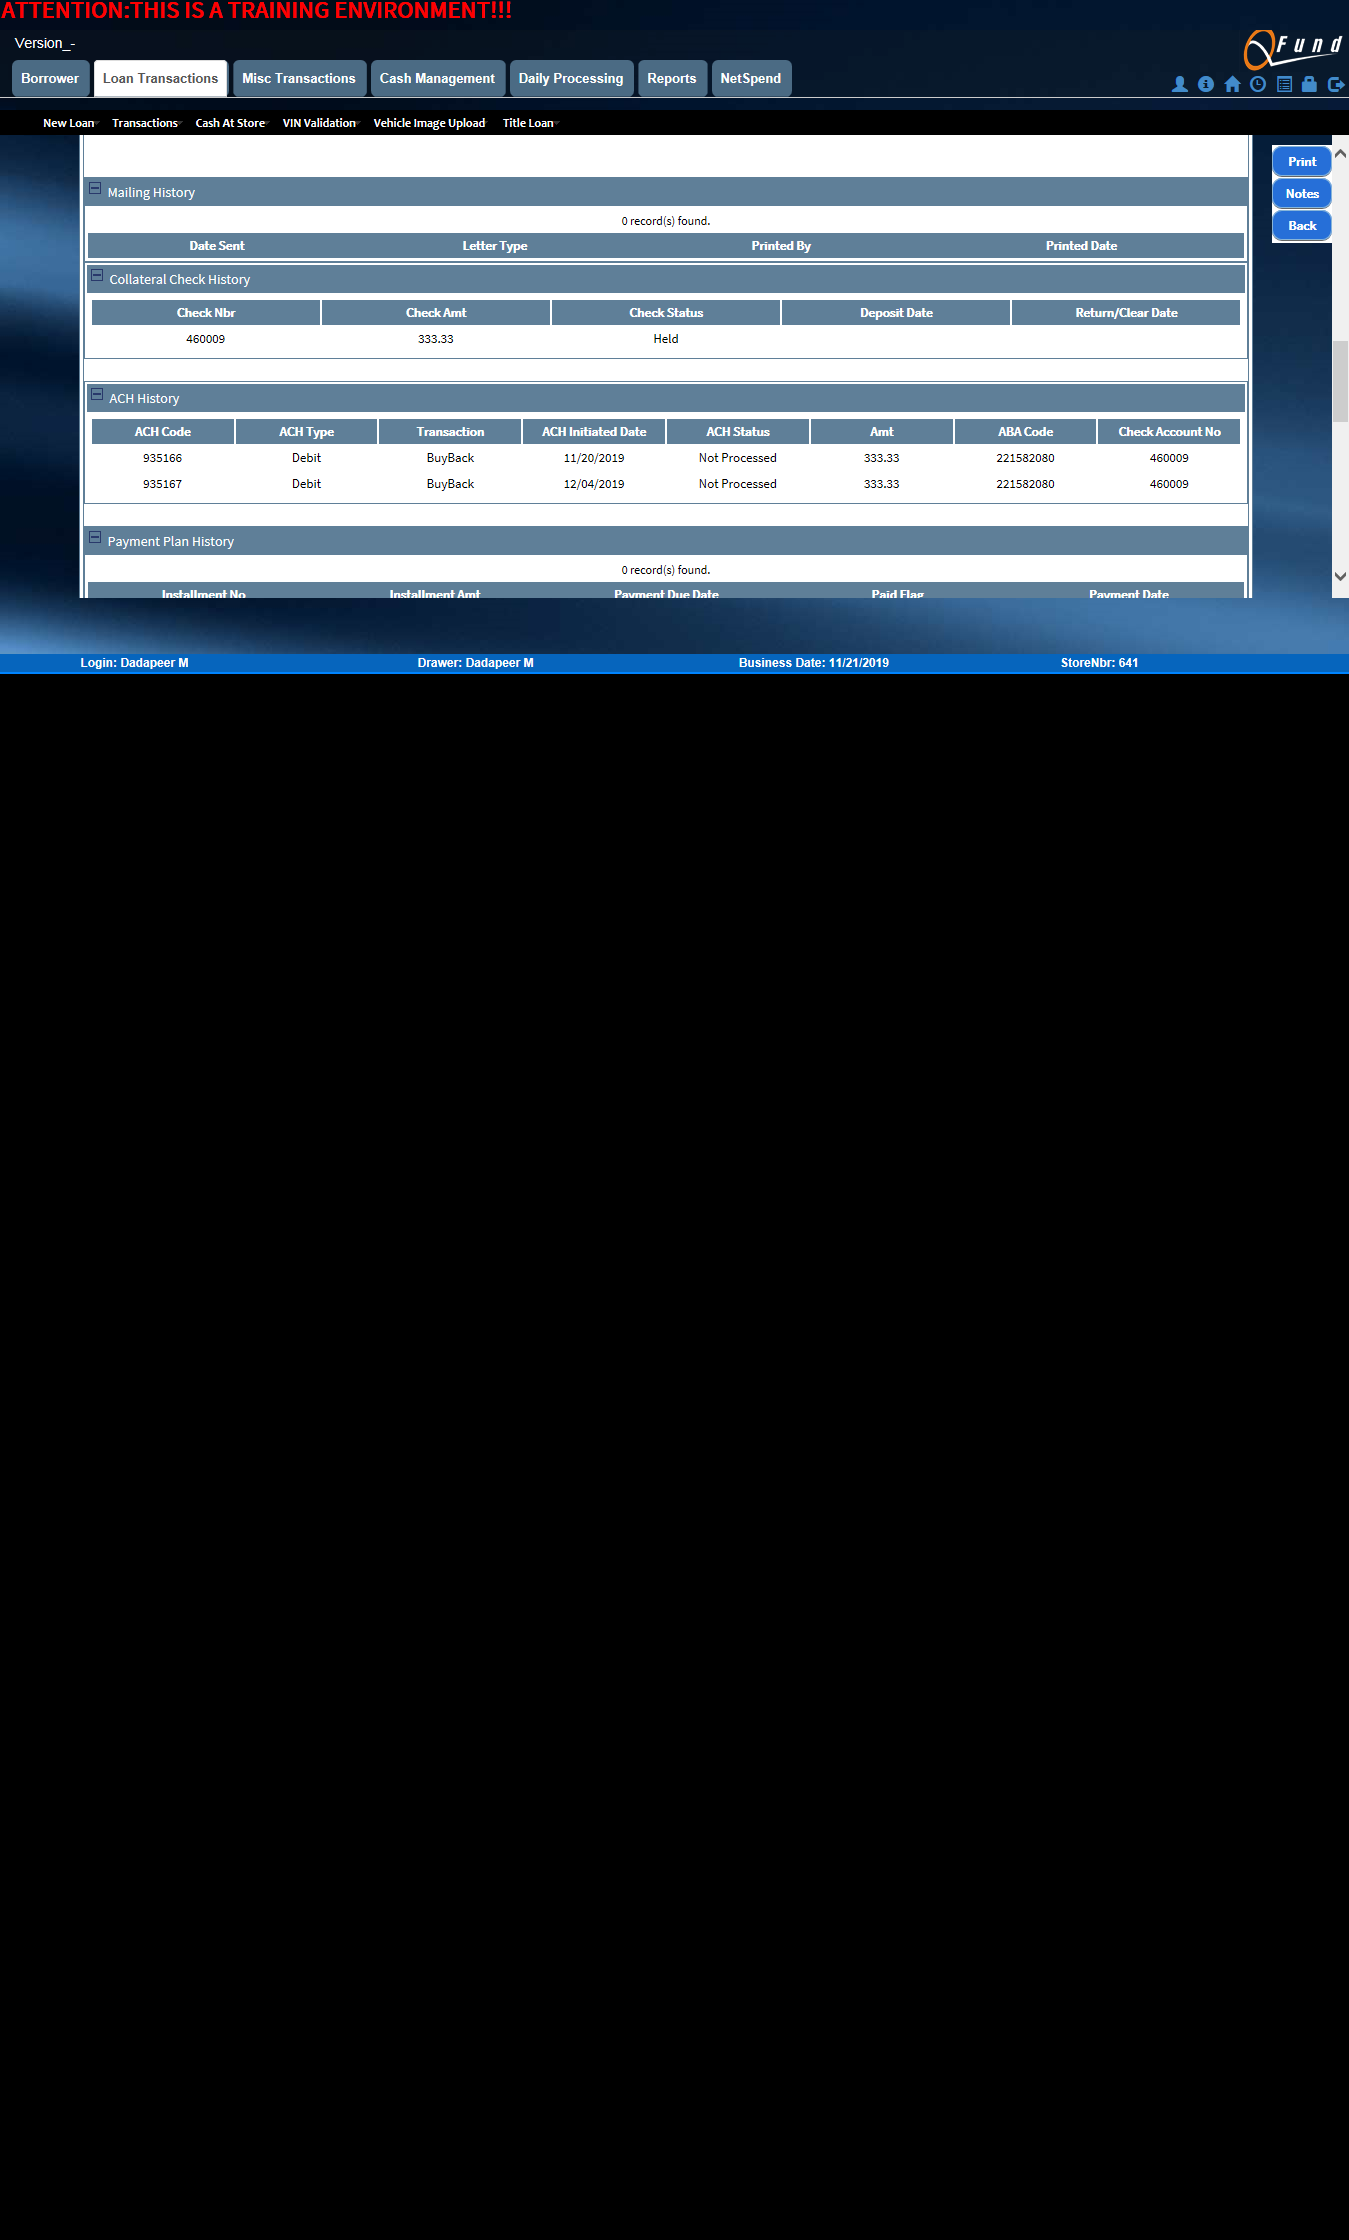 ATTENTION:THIS IS A TRAINING ENVIRONMENT!!!
Version_-
Fund
Borrower Loan Transactions Misc Transactions Cash Management Daily Processing Reports NetSpend
New Loan Transactions Cash At Store VIN Validation Vehicle Image Upload Title Loan
Print
Notes
Back
Mailing History
0 record(s) found.
Date Sent Letter Type Printed By Printed Date
Collateral Check History
Check Nbr Check Amt Check Status Deposit Date Return/Clear Date
460009 333.33 Held
ACH History
ACH Code ACH Type Transaction ACH Initiated Date ACH Status Amt ABA Code Check Account No
935166 Debit BuyBack 11/20/2019 Not Processed 333.33 221582080 460009
935167 Debit BuyBack 12/04/2019 Not Processed 333.33 221582080 460009
Payment Plan History
0 record(s) found.
Installment No Installment Amt Payment Due Date Paid Flag Payment Date
Login: Dadapeer M Drawer: Dadapeer M Business Date: 11/21/2019 StoreNbr: 641